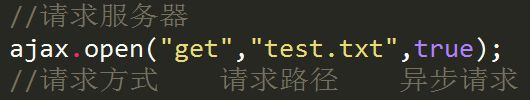 //请求服务器
ajax.open("get","test.txt",true);
//请求方式    请求路径    异步请求